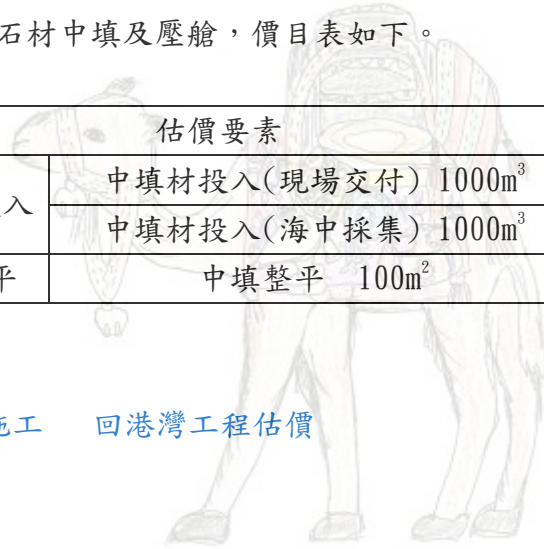 石材中填及壓艙，價目表如下。
估價要素
入
中填材投入(現場交付) 1000m³
中填材投入(海中採集) 1000m³
平 中填整平 100m²
施工 回港灣工程估價